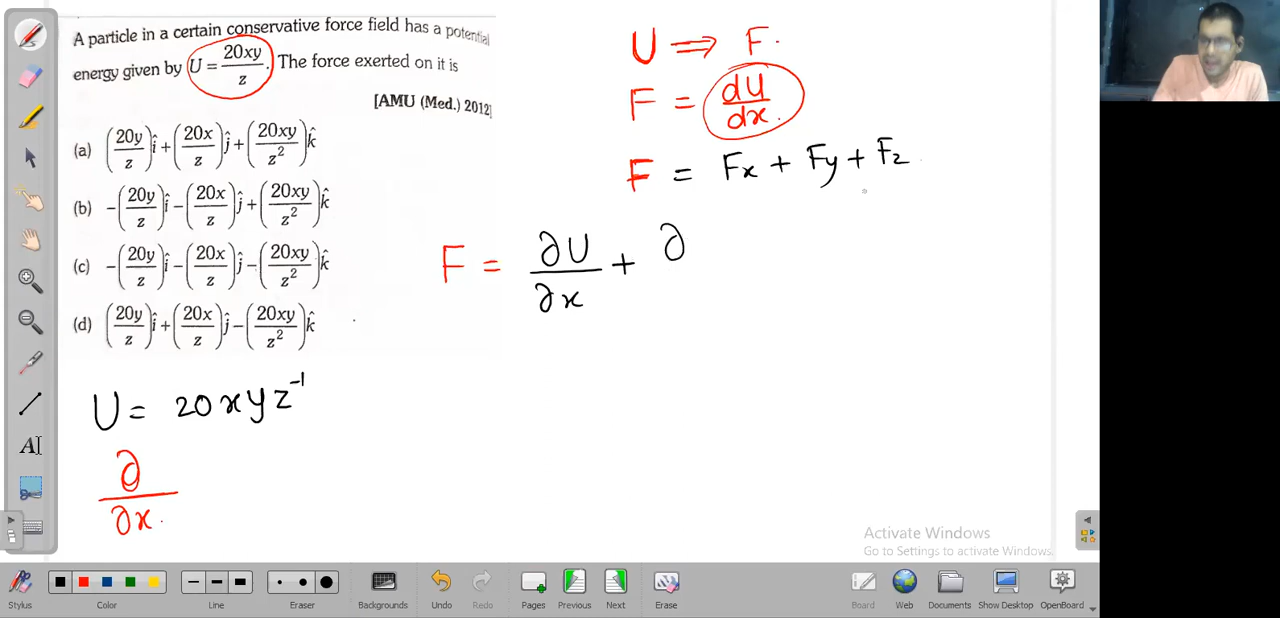 A particle in a certain conservative force field has a potential
energy given by U = 20xy/z. The force exerted on it is
[AMU (Med.) 2012]
(a) (20y/z)î + (20x/z)ĵ + (20xy/z²)k̂
(b) -(20y/z)î - (20x/z)ĵ + (20xy/z²)k̂
(c) -(20y/z)î - (20x/z)ĵ - (20xy/z²)k̂
(d) (20y/z)î + (20x/z)ĵ - (20xy/z²)k̂
U ⇒ F.
F = dU/dx.
F = Fx + Fy + Fz
F = ∂U/∂x + ∂
U = 20xyz⁻¹
∂/∂x.
Activate Windows
Go to Settings to activate Windows.
Stylus
Color
Line
Eraser
Backgrounds
Undo
Redo
Pages
Previous
Next
Erase
Board
Web
Documents
Show Desktop
OpenBoard